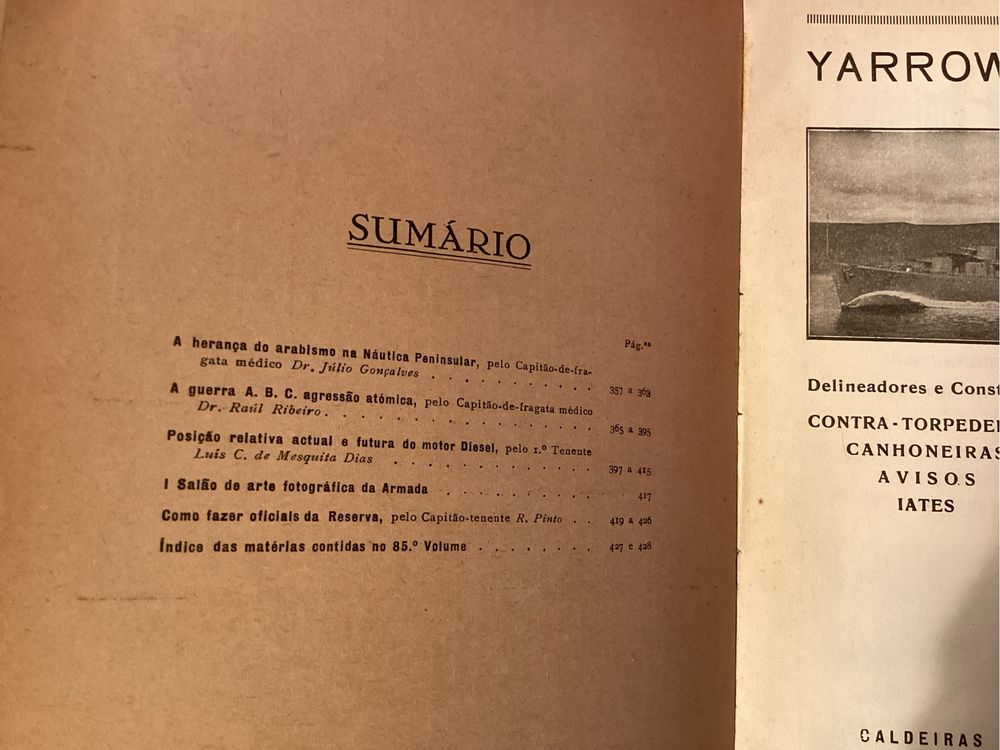 SUMÁRIO
Pág.as
A herança do arabismo na Náutica Peninsular, pelo Capitão-de-fra-
gata médico Dr. Júlio Gonçalves . . . . . . . . . . 357 a 363
A guerra A. B. C. agressão atómica, pelo Capitão-de-fragata médico
Dr. Raúl Ribeiro . . . . . . . . . . . . . . . . . 365 a 395
Posição relativa actual e futura do motor Diesel, pelo 1.º Tenente
Luis C. de Mesquita Dias . . . . . . . . . . . . 397 a 415
I Salão de arte fotográfica da Armada . . . . . . . . . 417
Como fazer oficiais da Reserva, pelo Capitão-tenente R. Pinto . . 419 a 426
Índice das matérias contidas no 85.º Volume . . . . . . . . 427 e 428
YARROW
Delineadores e Const
CONTRA-TORPEDEI
CANHONEIRAS
AVISOS
IATES
CALDEIRAS